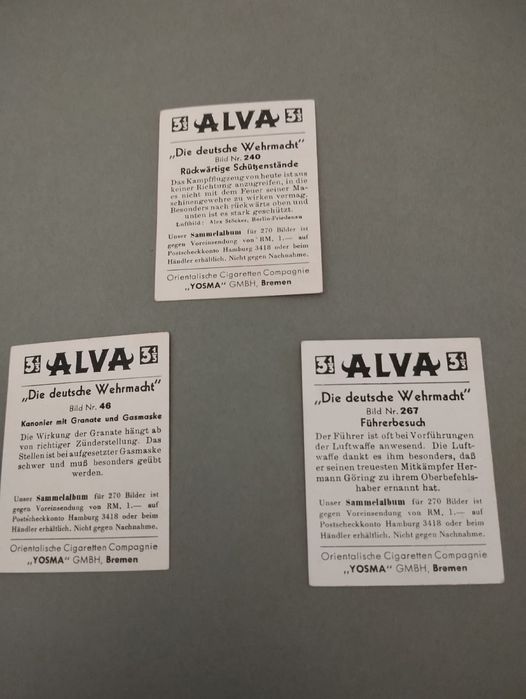 3⅓ ALVA 3⅓
„Die deutsche Wehrmacht"
Bild Nr. 240
Rückwärtige Schützenstände
Das Kampfflugzeug von heute ist aus
keiner Richtung anzugreifen, in die
es nicht mit dem Feuer seiner Ma-
schinengewehre zu wirken vermag.
Besonders nach rückwärts oben und
unten ist es stark geschützt.
Luftbild: Alex Stöcker, Berlin-Friedenau
Unser Sammelalbum für 270 Bilder ist
gegen Voreinsendung von RM. 1.— auf
Postscheckkonto Hamburg 3418 oder beim
Händler erhältlich. Nicht gegen Nachnahme.
Orientalische Cigaretten Compagnie
„YOSMA" GMBH, Bremen
3⅓ ALVA 3⅓
„Die deutsche Wehrmacht"
Bild Nr. 46
Kanonier mit Granate und Gasmaske
Die Wirkung der Granate hängt ab
von richtiger Zünderstellung. Das
Stellen ist bei aufgesetzter Gasmaske
schwer und muß besonders geübt
werden.
Unser Sammelalbum für 270 Bilder ist
gegen Voreinsendung von RM. 1.— auf
Postscheckkonto Hamburg 3418 oder beim
Händler erhältlich. Nicht gegen Nachnahme.
Orientalische Cigaretten Compagnie
„YOSMA" GMBH, Bremen
3⅓ ALVA 3⅓
„Die deutsche Wehrmacht"
Bild Nr. 267
Führerbesuch
Der Führer ist oft bei Vorführungen
der Luftwaffe anwesend. Die Luft-
waffe dankt es ihm besonders, daß
er seinen treuesten Mitkämpfer Her-
mann Göring zu ihrem Oberbefehls-
haber ernannt hat.
Unser Sammelalbum für 270 Bilder ist
gegen Voreinsendung von RM. 1.— auf
Postscheckkonto Hamburg 3418 oder beim
Händler erhältlich. Nicht gegen Nachnahme.
Orientalische Cigaretten Compagnie
„YOSMA" GMBH, Bremen